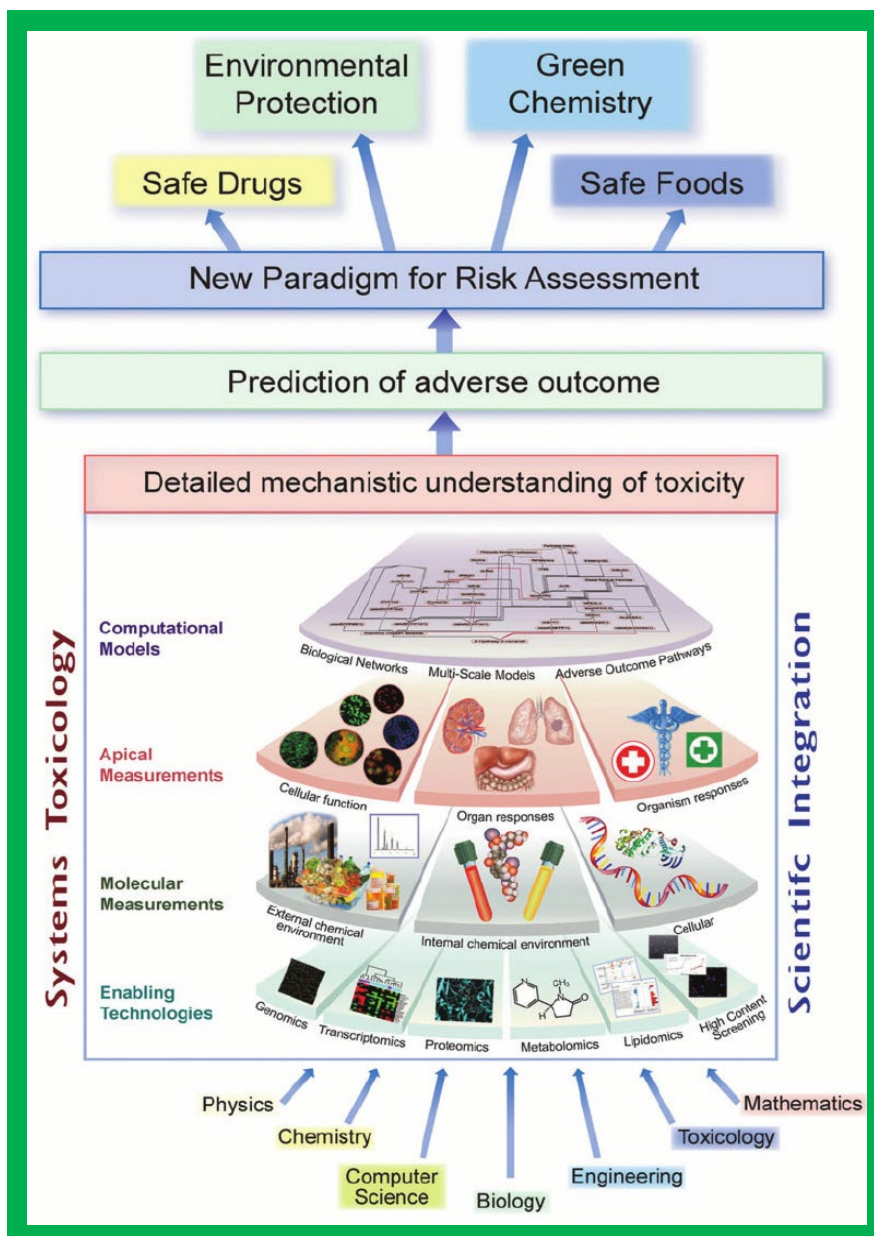 Environmental
Protection
Green
Chemistry
Safe Drugs
Safe Foods
New Paradigm for Risk Assessment
Prediction of adverse outcome
Detailed mechanistic understanding of toxicity
Systems Toxicology
Scientifc Integration
Computational
Models
Biological Networks
Multi-Scale Models
Adverse Outcome Pathways
Apical
Measurements
Cellular function
Organ responses
Organism responses
Molecular
Measurements
External chemical
environment
Internal chemical environment
Cellular
Enabling
Technologies
Genomics
Transcriptomics
Proteomics
N
H
N
CH3
O
Metabolomics
Lipidomics
High Content
Screening
Physics
Chemistry
Computer
Science
Biology
Engineering
Toxicology
Mathematics